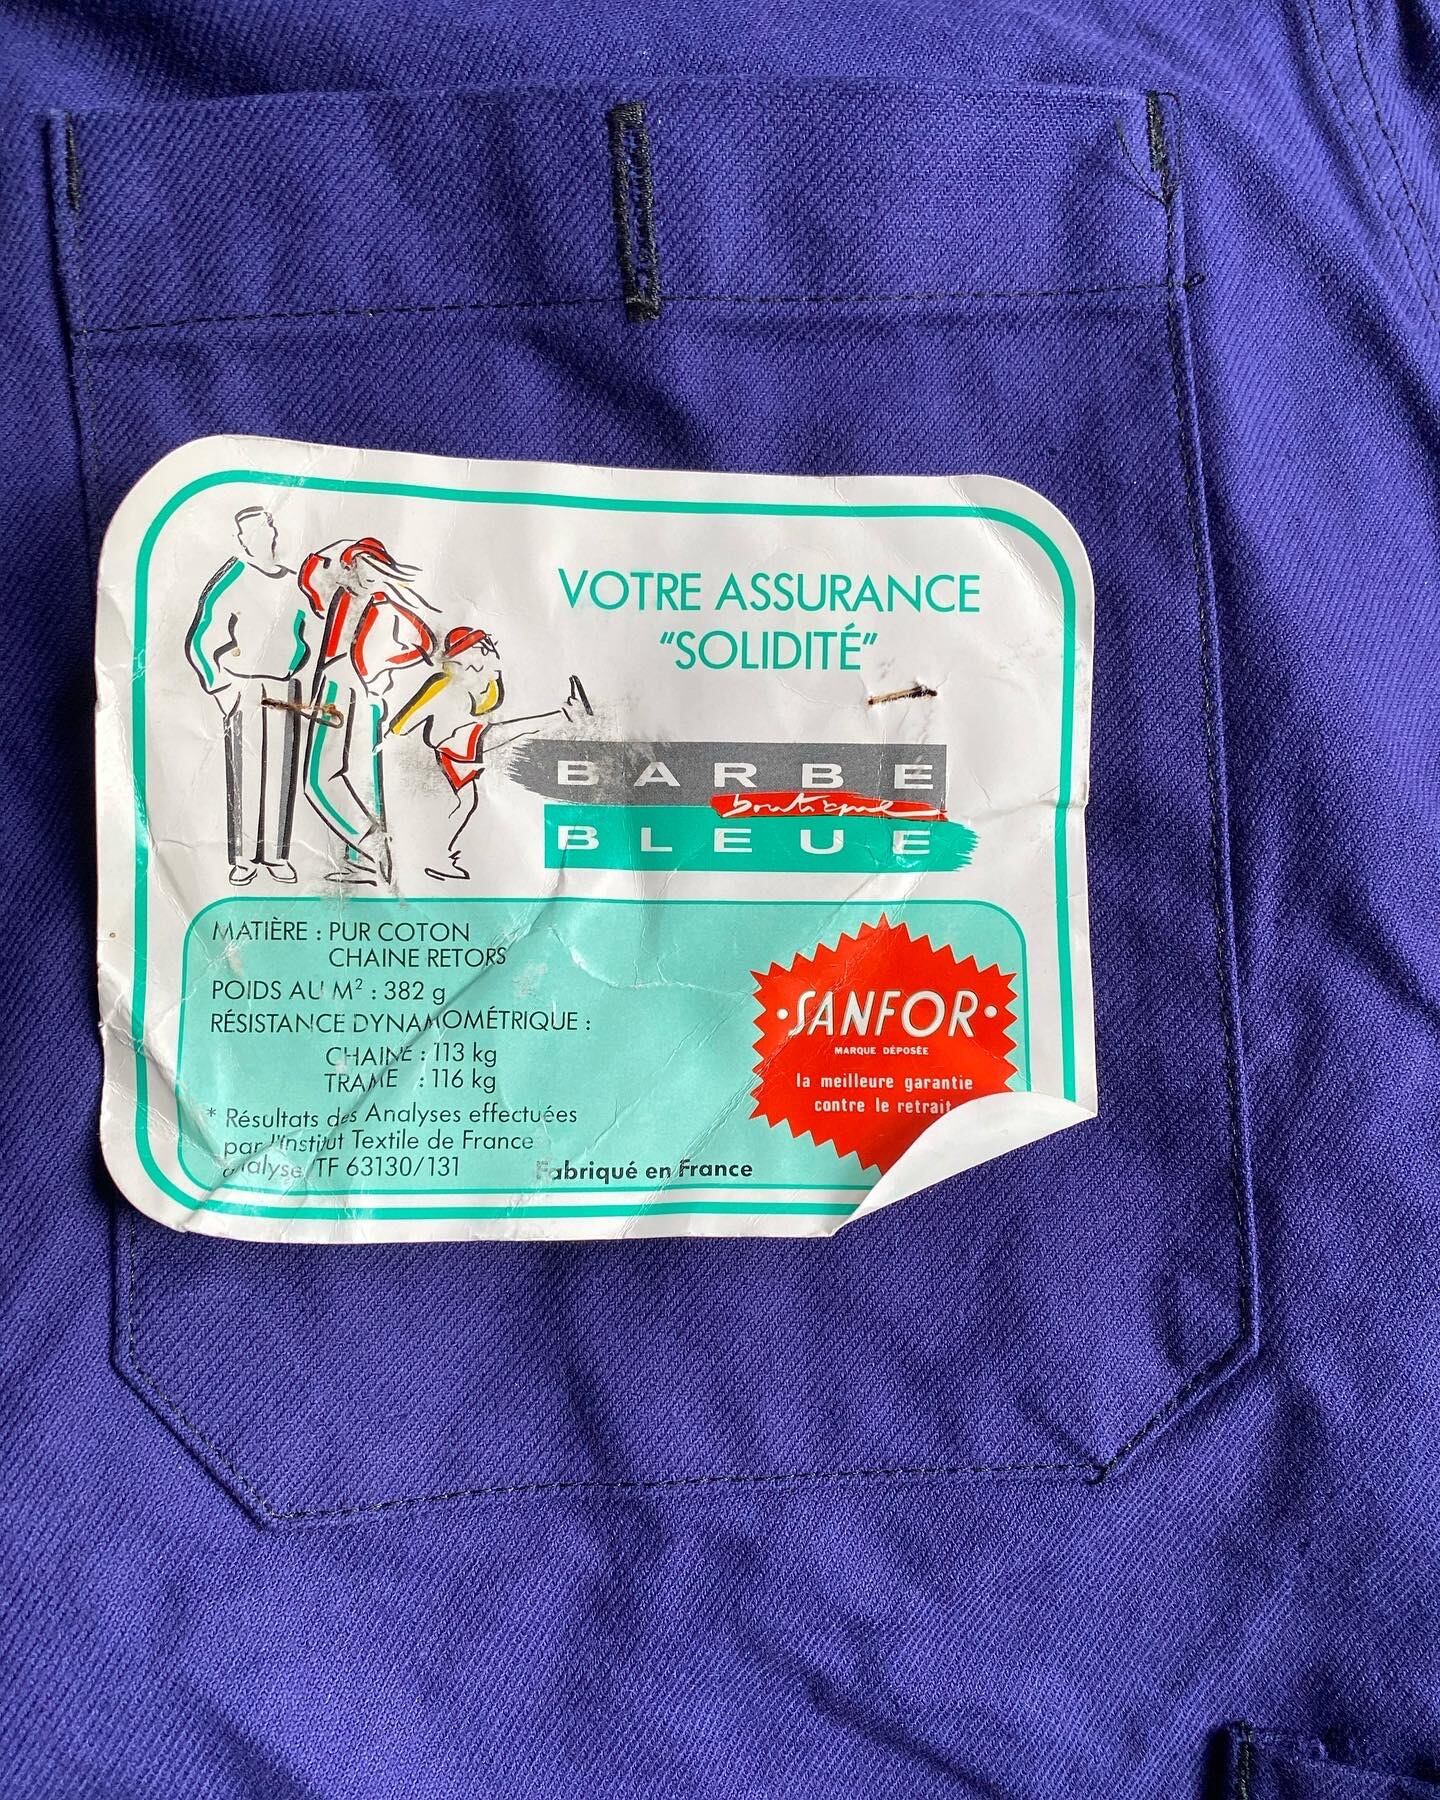 VOTRE ASSURANCE
"SOLIDITÉ"
BARBE
boutique
BLEUE
MATIÈRE : PUR COTON
CHAINE RETORS
POIDS AU M² : 382 g
RÉSISTANCE DYNAMOMÉTRIQUE :
CHAINE : 113 kg
TRAME : 116 kg
* Résultats des Analyses effectuées
par l'Institut Textile de France
analyse TF 63130/131
Fabriqué en France
·SANFOR·
MARQUE DÉPOSÉE
la meilleure garantie
contre le retrait